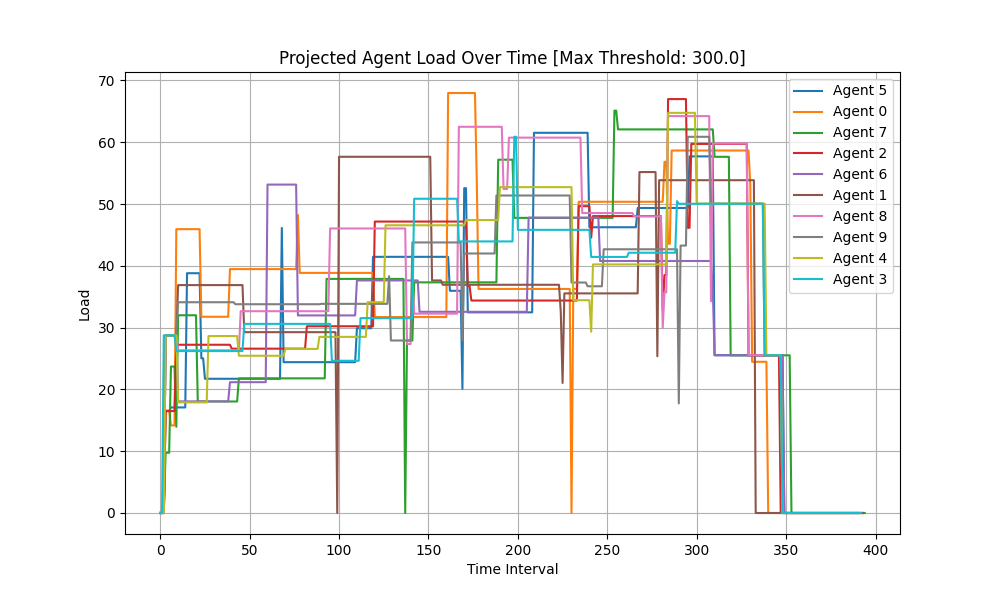 Projected Agent Load Over Time [Max Threshold: 300.0]
Load
70
60
50
40
30
20
10
0
0 50 100 150 200 250 300 350 400
Time Interval
Agent 5
Agent 0
Agent 7
Agent 2
Agent 6
Agent 1
Agent 8
Agent 9
Agent 4
Agent 3